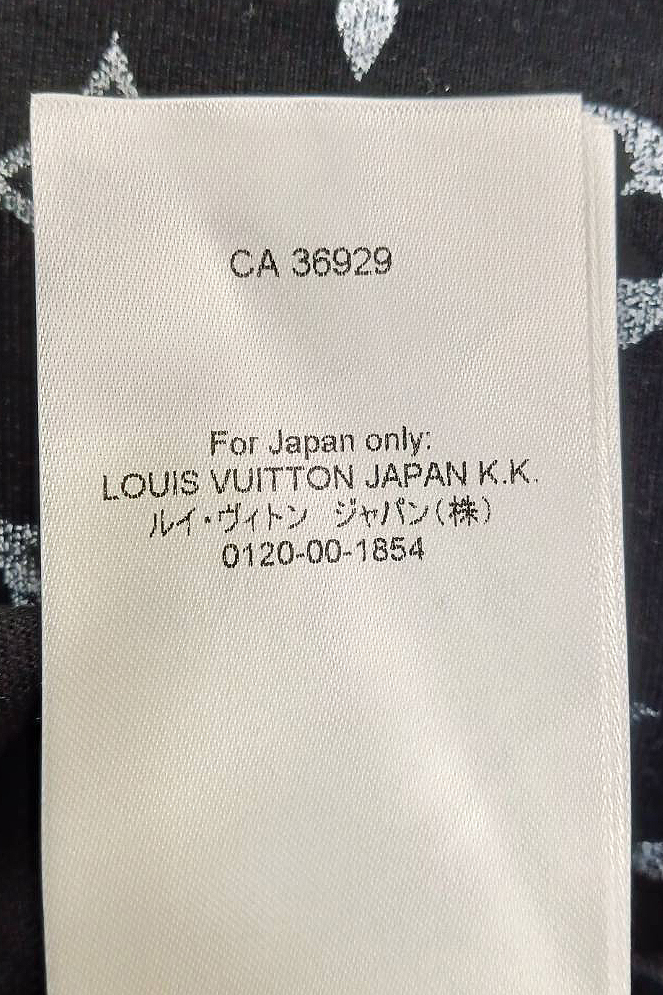 CA 36929
For Japan only:
LOUIS VUITTON JAPAN K.K.
ルイ・ヴィトン ジャパン(株)
0120-00-1854